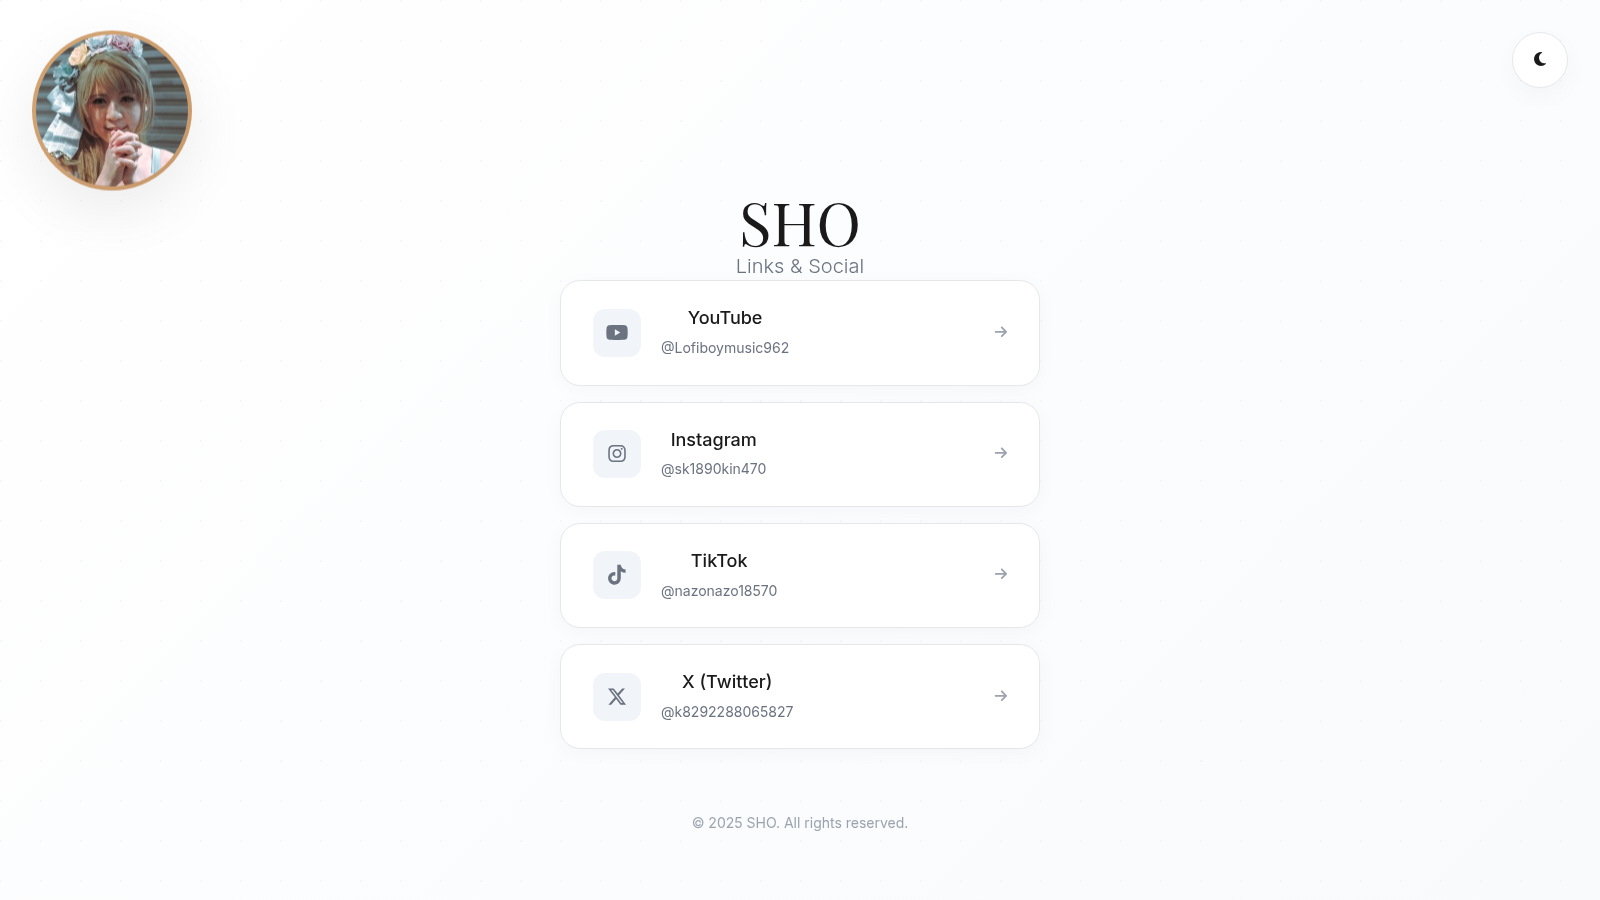 SHO
Links & Social
YouTube
@Lofiboymusic962
Instagram
@sk1890kin470
TikTok
@nazonazo18570
X (Twitter)
@k8292288065827
© 2025 SHO. All rights reserved.